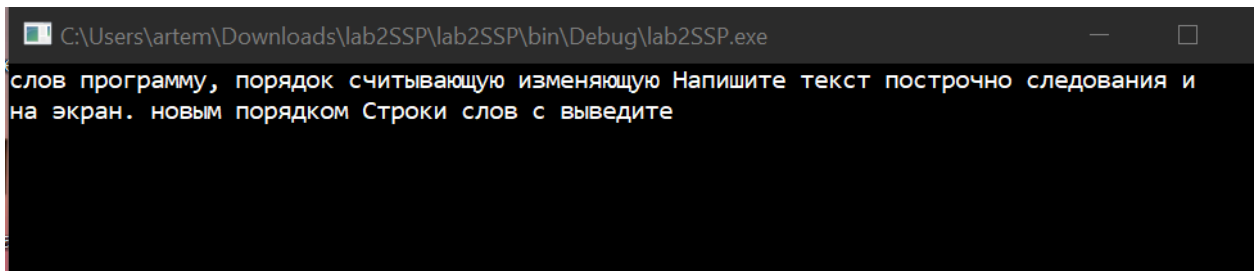 C:\Users\artem\Downloads\lab2SSP\lab2SSP\bin\Debug\lab2SSP.exe
слов программу, порядок считывающую изменяющую Напишите текст построчно следования и
на экран. новым порядком Строки слов с выведите